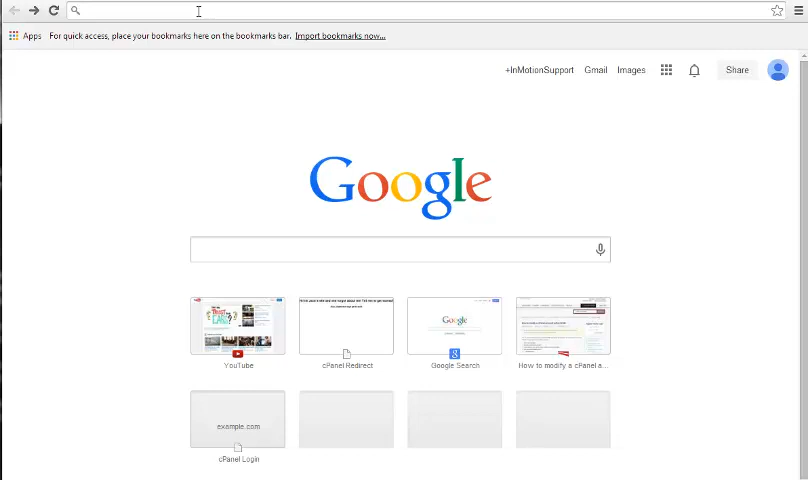 Apps For quick access, place your bookmarks here on the bookmarks bar. Import bookmarks now...
+InMotionSupport Gmail Images Share
Google
YouTube cPanel Redirect Google Search How to modify a cPanel a...
example.com
cPanel Login